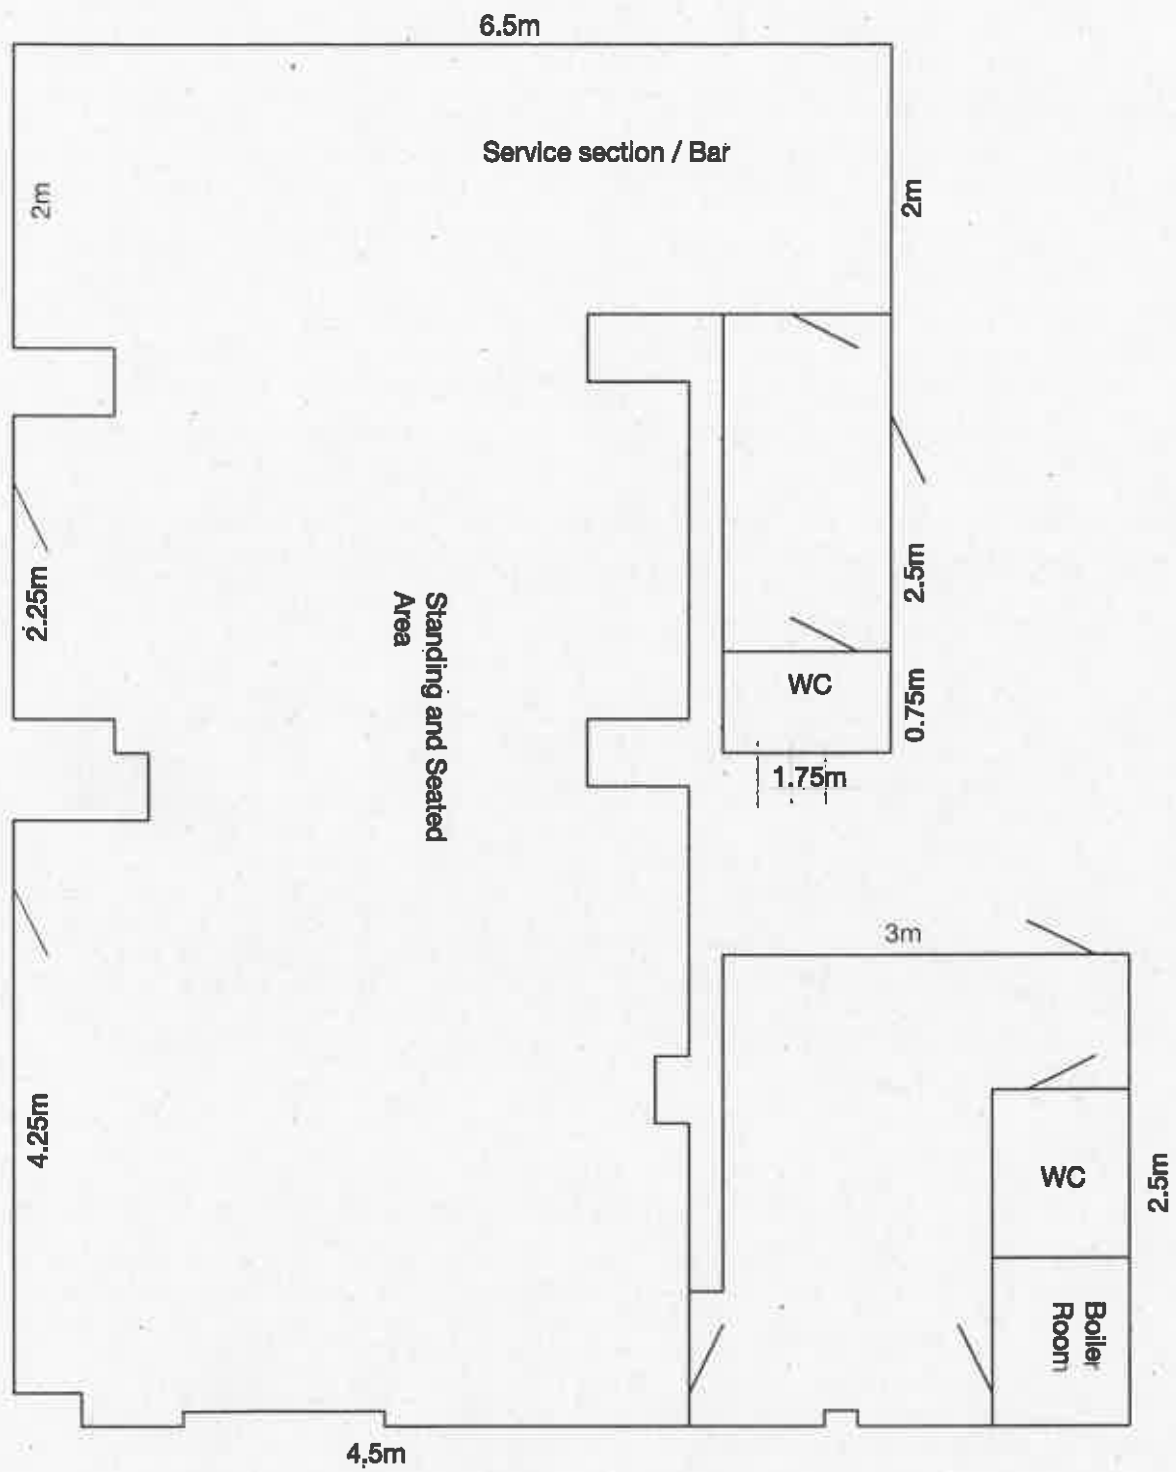 6.5m
Service section / Bar
2m
2m
2.25m
Standing and Seated
Area
2.5m
WC
0.75m
1.75m
3m
4.25m
WC
2.5m
Boiler
Room
4.5m